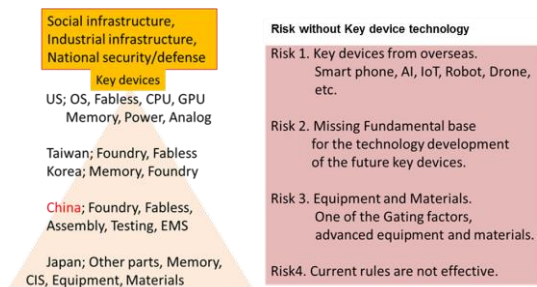 Social infrastructure,
Industrial infrastructure,
National security/defense
Key devices
US; OS, Fabless, CPU, GPU
Memory, Power, Analog
Taiwan; Foundry, Fabless
Korea; Memory, Foundry
China; Foundry, Fabless,
Assembly, Testing, EMS
Japan; Other parts, Memory,
CIS, Equipment, Materials
Risk without Key device technology
Risk 1. Key devices from overseas.
Smart phone, AI, IoT, Robot, Drone,
etc.
Risk 2. Missing Fundamental base
for the technology development
of the future key devices.
Risk 3. Equipment and Materials.
One of the Gating factors,
advanced equipment and materials.
Risk4. Current rules are not effective.